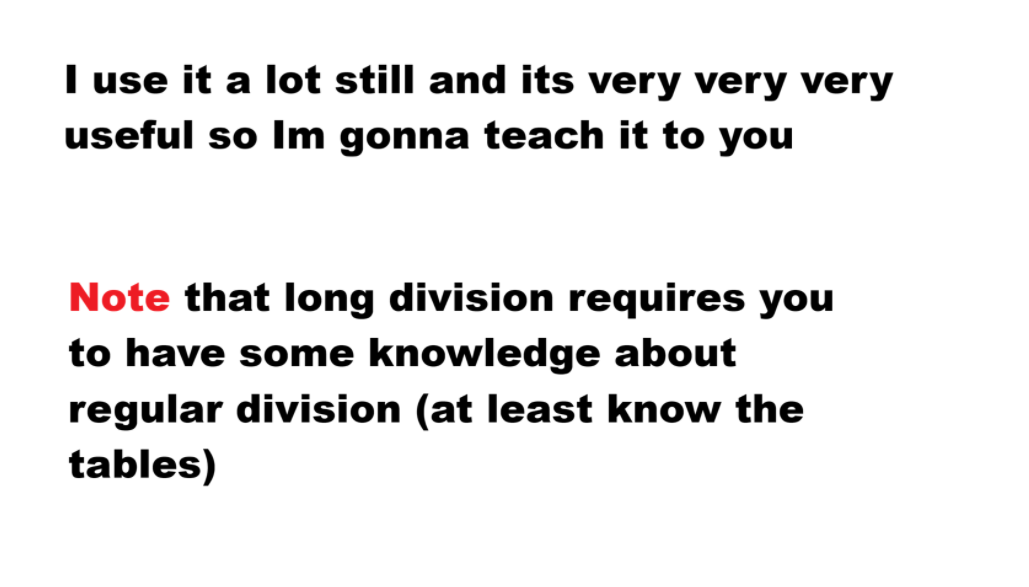 I use it a lot still and its very very very
useful so Im gonna teach it to you
Note that long division requires you
to have some knowledge about
regular division (at least know the
tables)